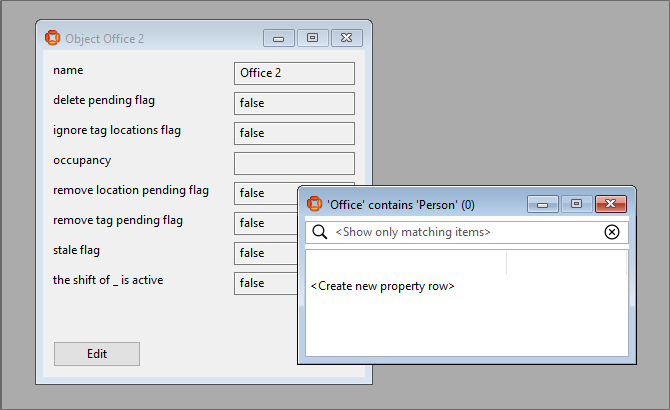 Object Office 2
name
Office 2
delete pending flag
false
ignore tag locations flag
false
occupancy
remove location pending flag
false
remove tag pending flag
false
stale flag
false
the shift of _ is active
false
Edit
'Office' contains 'Person' (0)
<Show only matching items>
<Create new property row>